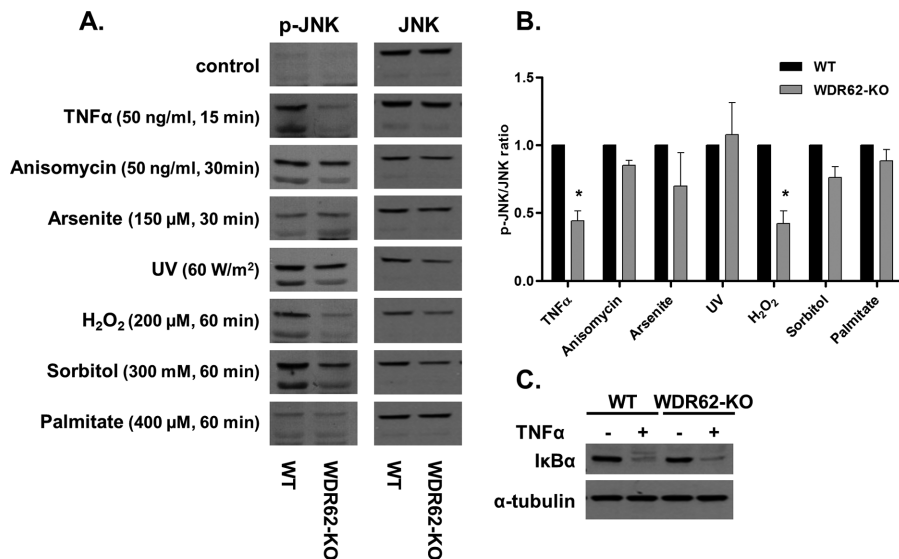 A.
p-JNK JNK
control
TNFα (50 ng/ml, 15 min)
Anisomycin (50 ng/ml, 30min)
Arsenite (150 µM, 30 min)
UV (60 W/m²)
H₂O₂ (200 µM, 60 min)
Sorbitol (300 mM, 60 min)
Palmitate (400 µM, 60 min)
WT
WDR62-KO
WT
WDR62-KO
B.
WT
WDR62-KO
p-JNK/JNK ratio
1.5
1.0
0.5
0.0
* *
TNFα
Anisomycin
Arsenite
UV
H₂O₂
Sorbitol
Palmitate
C.
WT WDR62-KO
TNFα - + - +
IκBα
α-tubulin